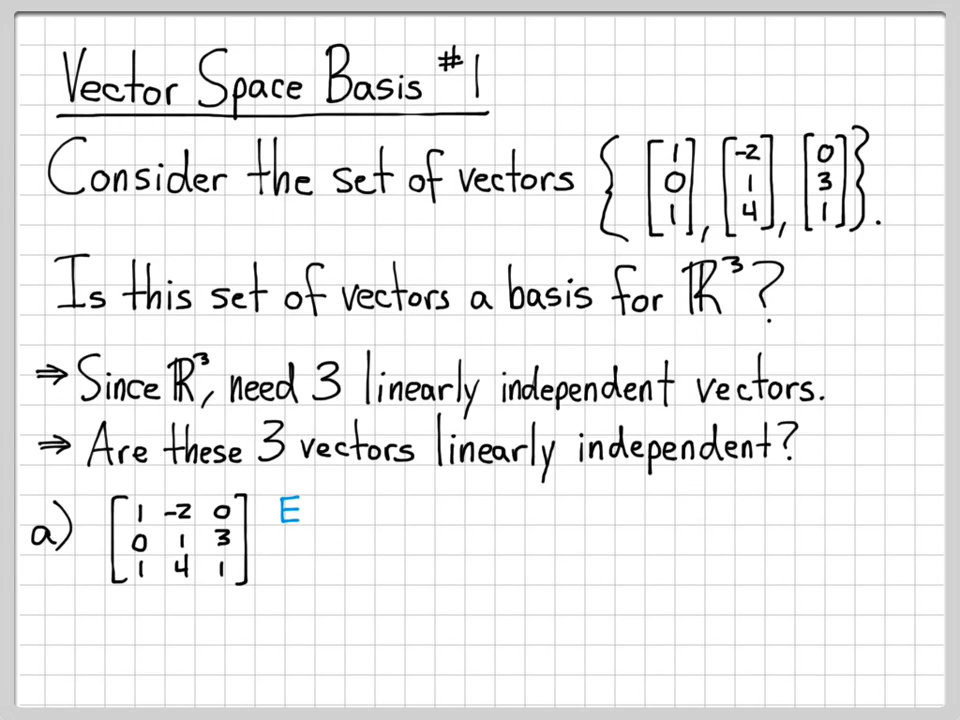 Vector Space Basis #1
Consider the set of vectors { [1 0 1], [-2 1 4], [0 3 1] }.
Is this set of vectors a basis for ℝ³?
⇒ Since ℝ³, need 3 linearly independent vectors.
⇒ Are these 3 vectors linearly independent?
a) [1 -2 0 E
0 1 3
1 4 1]